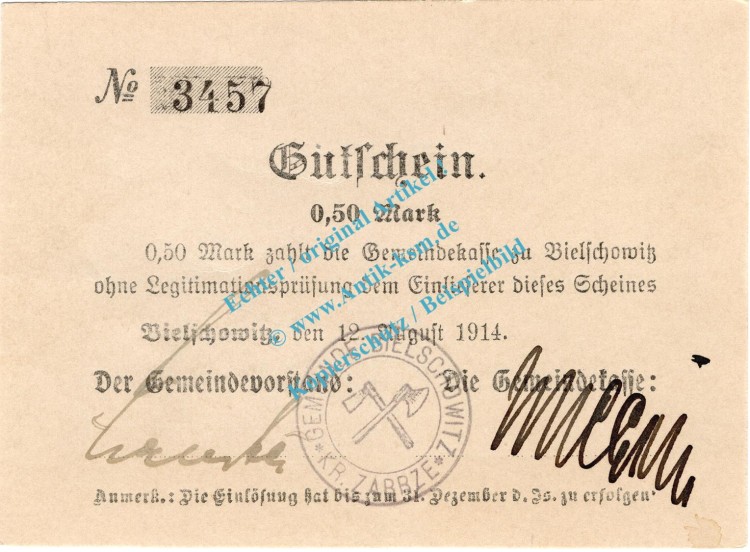 № 3457
Gutschein.
0,50 Mark
0,50 Mark zahlt die Gemeindekasse zu Bielschowitz
ohne Legitimationsprüfung dem Einlieferer dieses Scheines
Bielschowitz, den 12. August 1914.
Der Gemeindevorstand: Die Gemeindekasse:
GEMEINDE BIELSCHOWITZ
* KR. ZABRZE *
Anmerk.: Die Einlösung hat bis zum 31. Dezember d. Js. zu erfolgen
Echter / original Artikel !
© www.Antik-ksm.de
Kopierschutz / Beispielbild